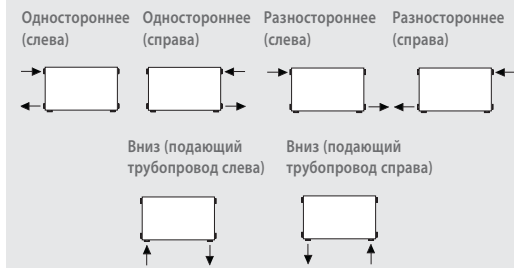 Одностороннее Одностороннее Разностороннее Разностороннее
(слева) (справа) (слева) (справа)
Вниз (подающий Вниз (подающий
трубопровод слева) трубопровод справа)